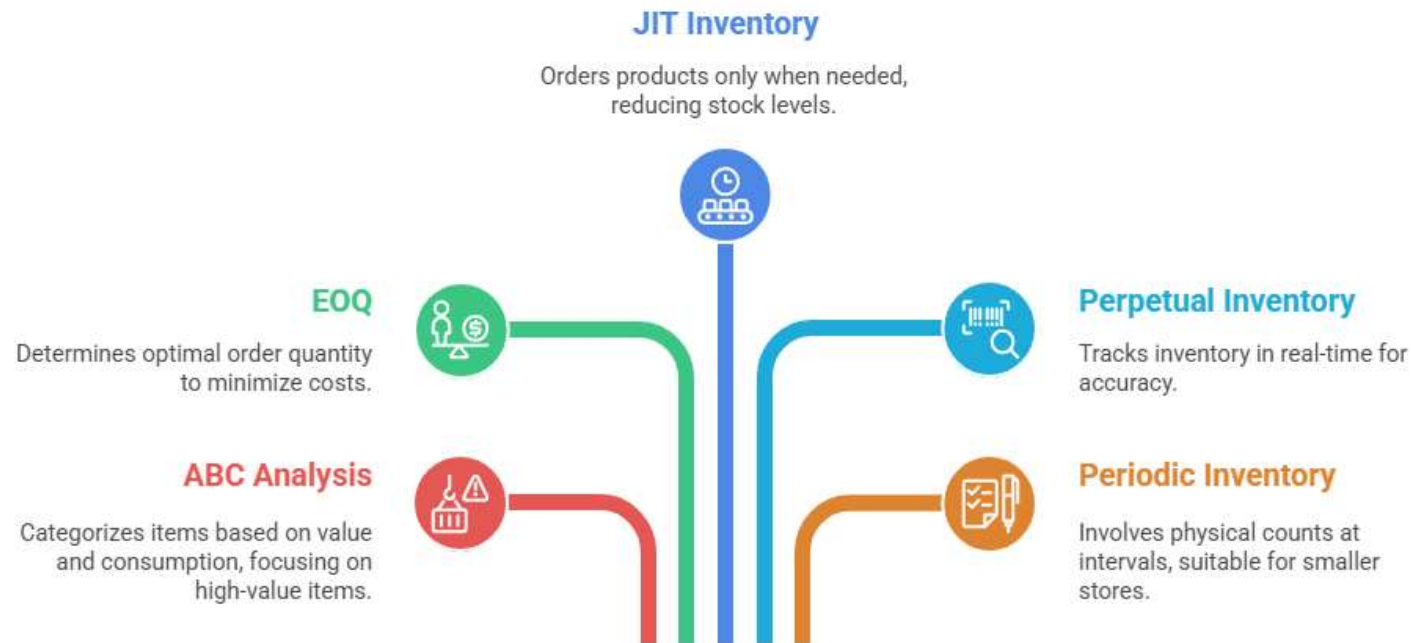 JIT Inventory
Orders products only when needed,
reducing stock levels.
EOQ
Determines optimal order quantity
to minimize costs.
Perpetual Inventory
Tracks inventory in real-time for
accuracy.
ABC Analysis
Categorizes items based on value
and consumption, focusing on
high-value items.
Periodic Inventory
Involves physical counts at
intervals, suitable for smaller
stores.